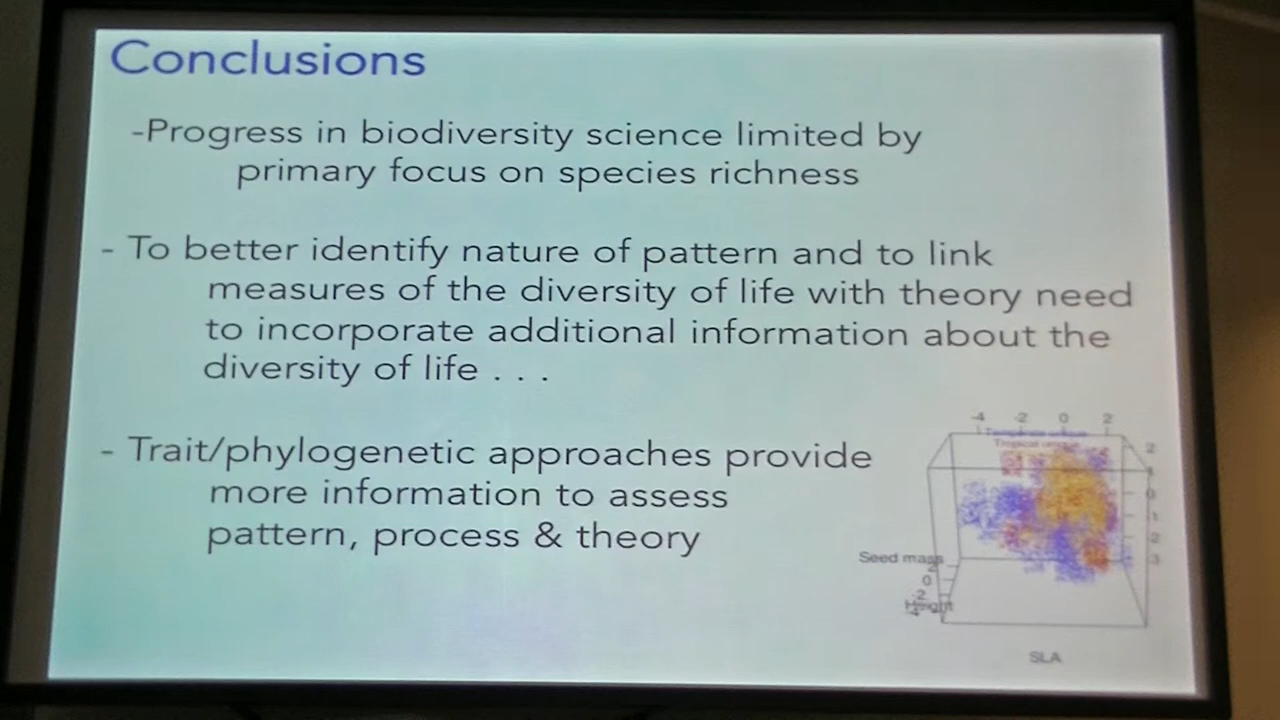 Conclusions
-Progress in biodiversity science limited by
primary focus on species richness
- To better identify nature of pattern and to link
measures of the diversity of life with theory need
to incorporate additional information about the
diversity of life . . .
- Trait/phylogenetic approaches provide
more information to assess
pattern, process & theory
-4 -2 0 2
Tropical unique
Seed mass
Height
SLA